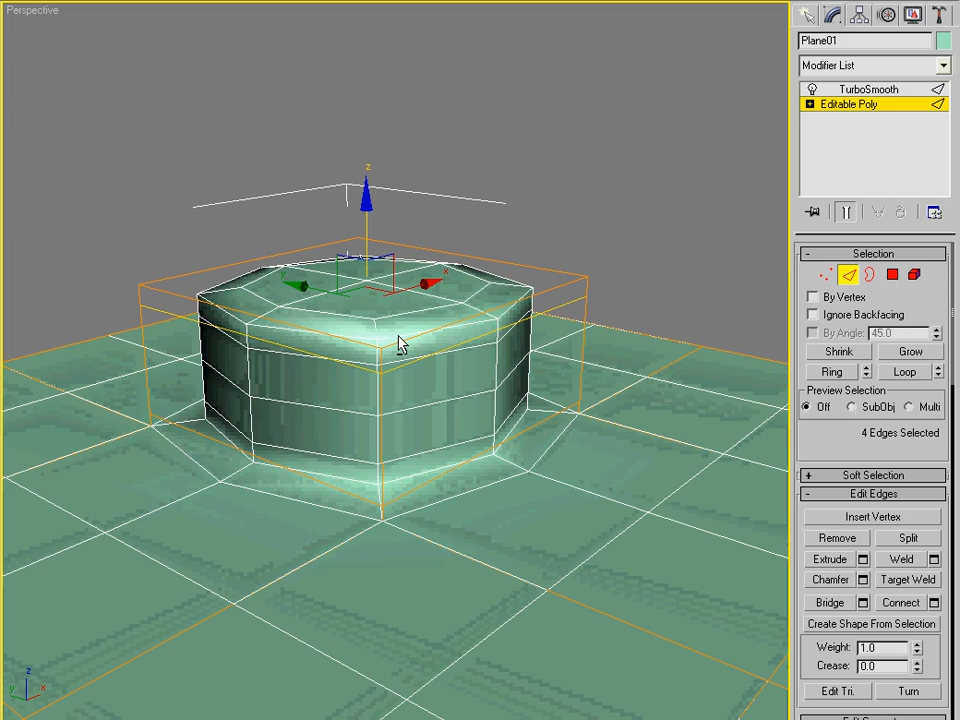 Perspective
Plane01
Modifier List
TurboSmooth
Editable Poly
z
y
x
- Selection
By Vertex
Ignore Backfacing
By Angle: 45.0
Shrink Grow
Ring Loop
Preview Selection
Off SubObj Multi
4 Edges Selected
+ Soft Selection
- Edit Edges
Insert Vertex
Remove Split
Extrude Weld
Chamfer Target Weld
Bridge Connect
Create Shape From Selection
Weight: 1.0
Crease: 0.0
Edit Tri. Turn
z
y x